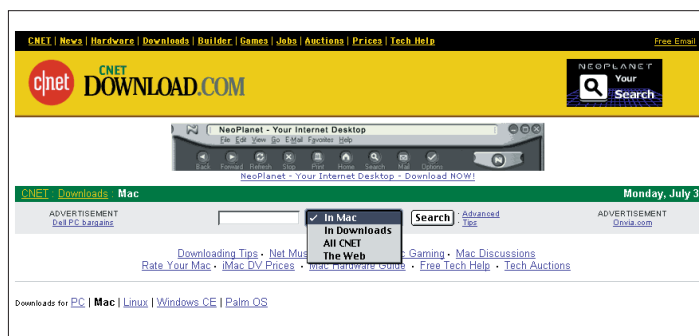 CNET | News | Hardware | Downloads | Builder | Games | Jobs | Auctions | Prices | Tech Help Free Email
c|net CNET DOWNLOAD.COM
NEOPLANET
Your
Search
NeoPlanet - Your Internet Desktop
File Edit View Go E-Mail Favorites Help
Back Forward Refresh Stop Print Home Search Mail Options
NeoPlanet - Your Internet Desktop - Download NOW!
CNET : Downloads : Mac Monday, July 3
ADVERTISEMENT
Dell PC bargains
✓ In Mac
In Downloads
All CNET
The Web
Search : Advanced
: Tips
ADVERTISEMENT
Onvia.com
Downloading Tips • Net Mus Gaming • Mac Discussions
Rate Your Mac • iMac DV Prices • Mac Hardware Guide • Free Tech Help • Tech Auctions
Downloads for PC | Mac | Linux | Windows CE | Palm OS